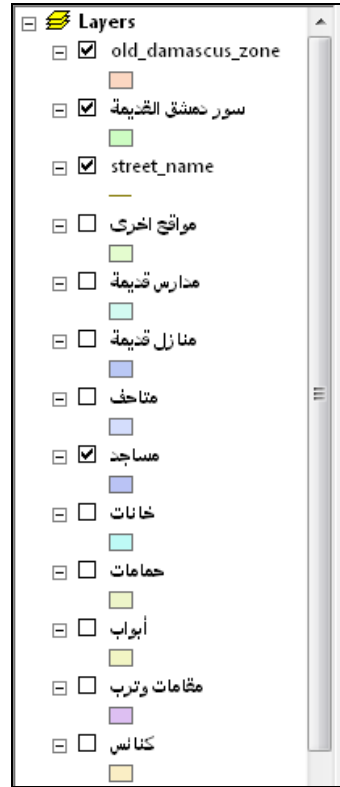 Layers
old_damascus_zone
سور دمشق القديمة
street_name
مواقع اخرى
مدارس قديمة
منازل قديمة
متاحف
مساجد
خانات
حمامات
أبواب
مقامات وترب
كنائس